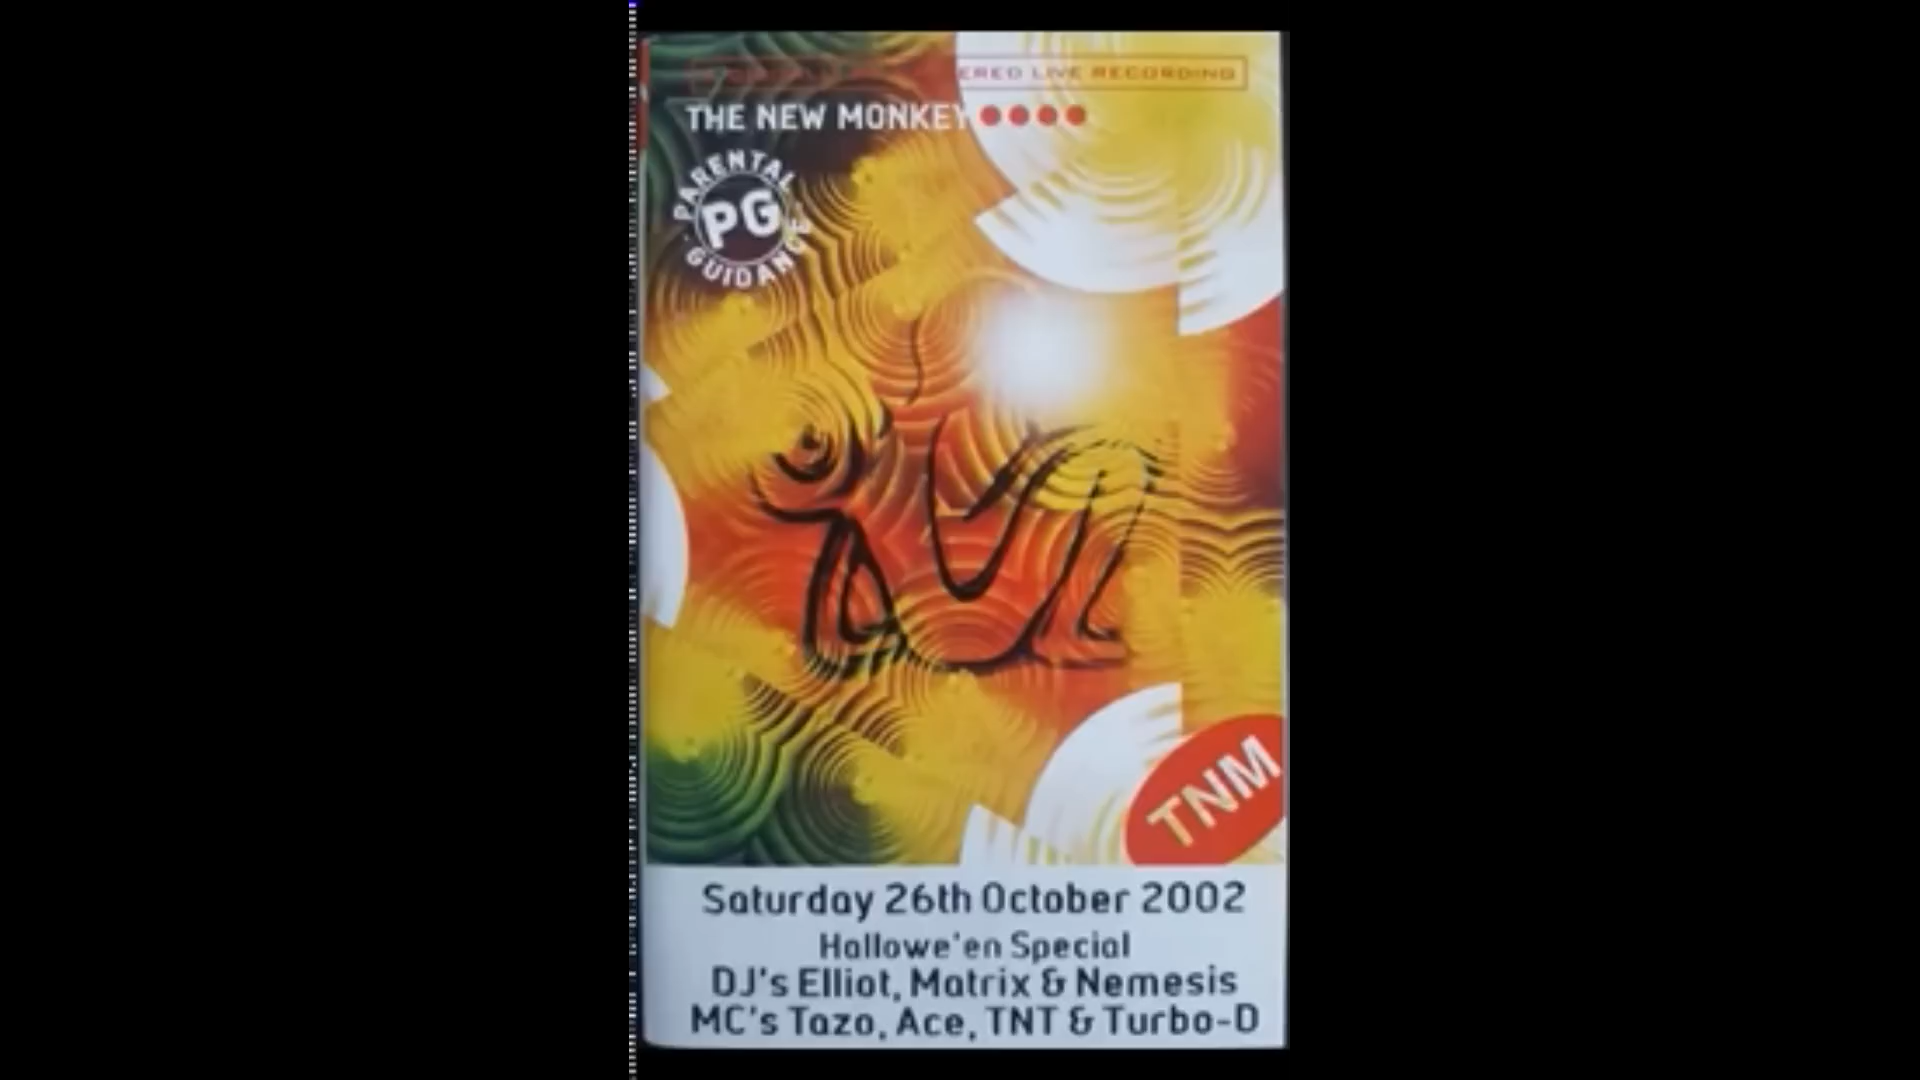 ERED LIVE RECORDING
THE NEW MONKEY
PARENTAL
PG
GUIDANCE
TNM
Saturday 26th October 2002
Hallowe'en Special
DJ's Elliot, Matrix & Nemesis
MC's Tazo, Ace, TNT & Turbo-D